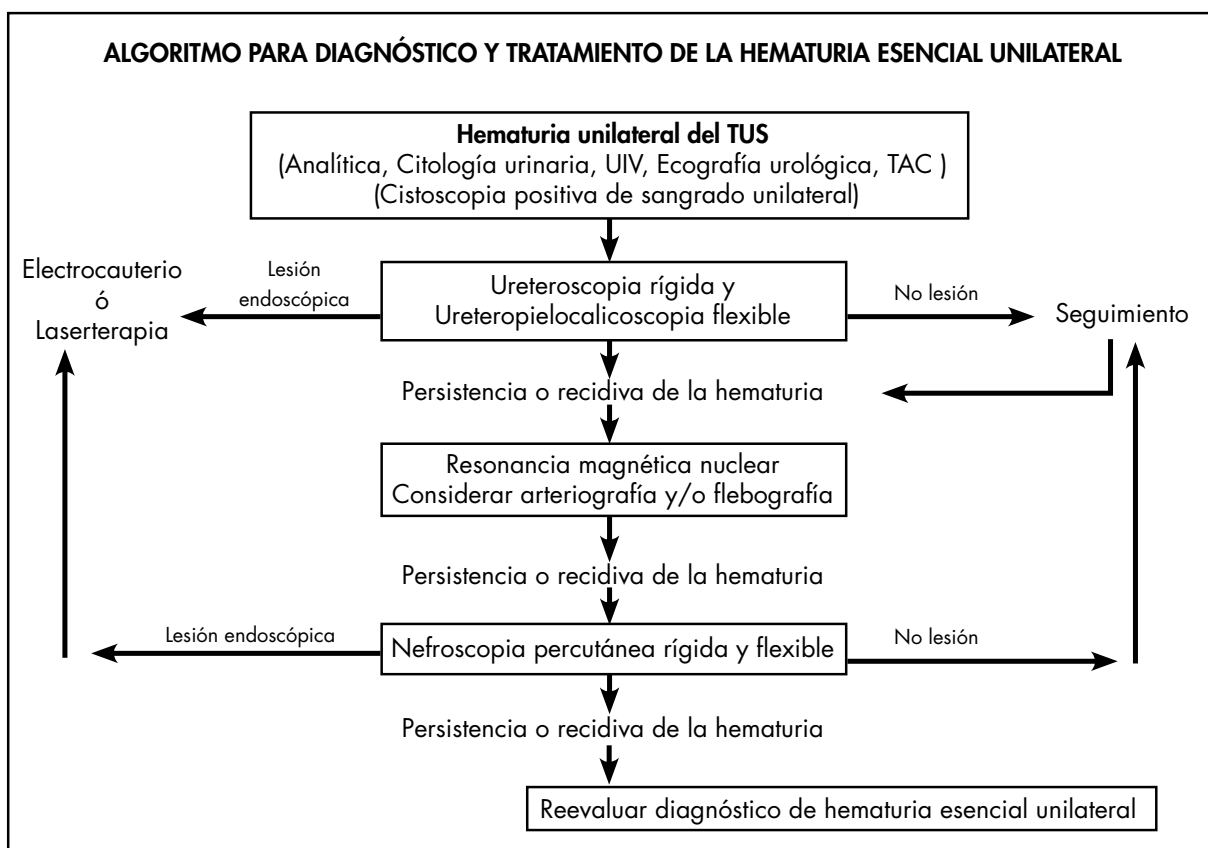 ALGORITMO PARA DIAGNÓSTICO Y TRATAMIENTO DE LA HEMATURIA ESENCIAL UNILATERAL
Hematuria unilateral del TUS
(Analítica, Citología urinaria, UIV, Ecografía urológica, TAC )
(Cistoscopia positiva de sangrado unilateral)
Electrocauterio
ó
Laserterapia
Lesión
endoscópica
Ureteroscopia rígida y
Ureteropielocalicoscopia flexible
No lesión
Seguimiento
Persistencia o recidiva de la hematuria
Resonancia magnética nuclear
Considerar arteriografía y/o flebografía
Persistencia o recidiva de la hematuria
Lesión endoscópica
Nefroscopia percutánea rígida y flexible
No lesión
Persistencia o recidiva de la hematuria
Reevaluar diagnóstico de hematuria esencial unilateral